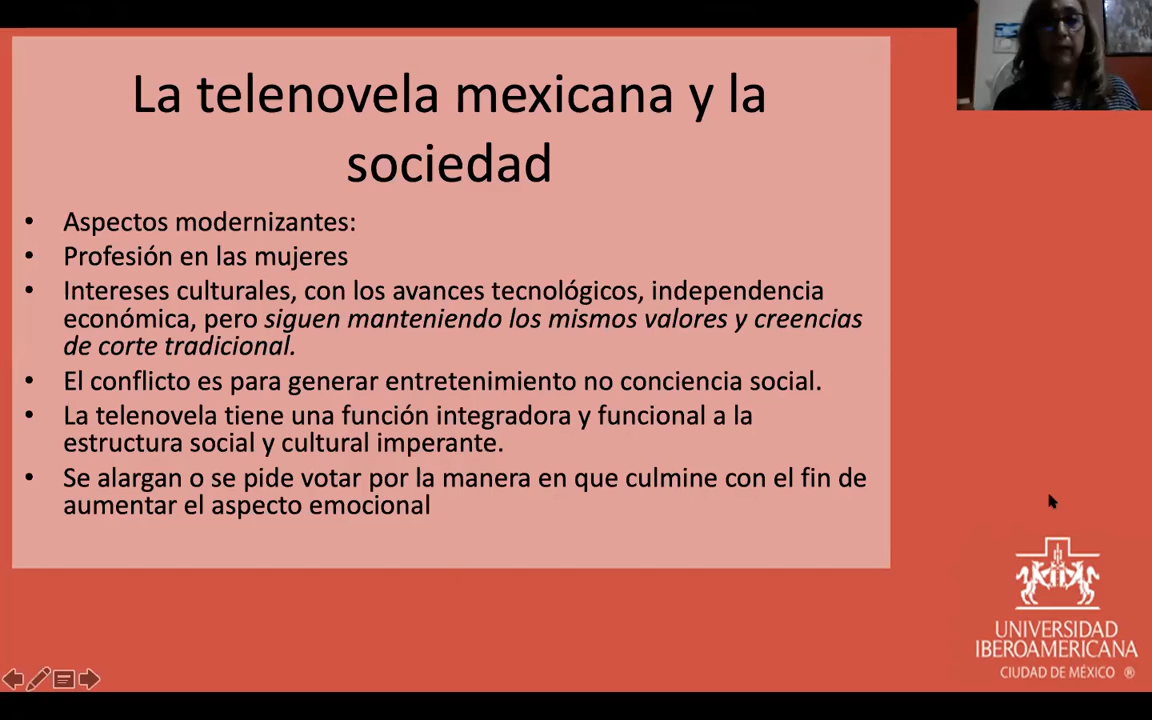 La telenovela mexicana y la
sociedad
• Aspectos modernizantes:
• Profesión en las mujeres
• Intereses culturales, con los avances tecnológicos, independencia
económica, pero siguen manteniendo los mismos valores y creencias
de corte tradicional.
• El conflicto es para generar entretenimiento no conciencia social.
• La telenovela tiene una función integradora y funcional a la
estructura social y cultural imperante.
• Se alargan o se pide votar por la manera en que culmine con el fin de
aumentar el aspecto emocional
UNIVERSIDAD
IBEROAMERICANA
CIUDAD DE MÉXICO ®